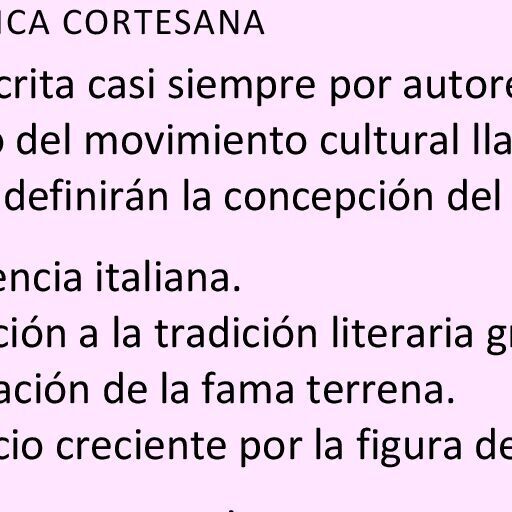 ICA CORTESANA
crita casi siempre por autore
o del movimiento cultural lla
definirán la concepción del
encia italiana.
ción a la tradición literaria g
ación de la fama terrena.
cio creciente por la figura de